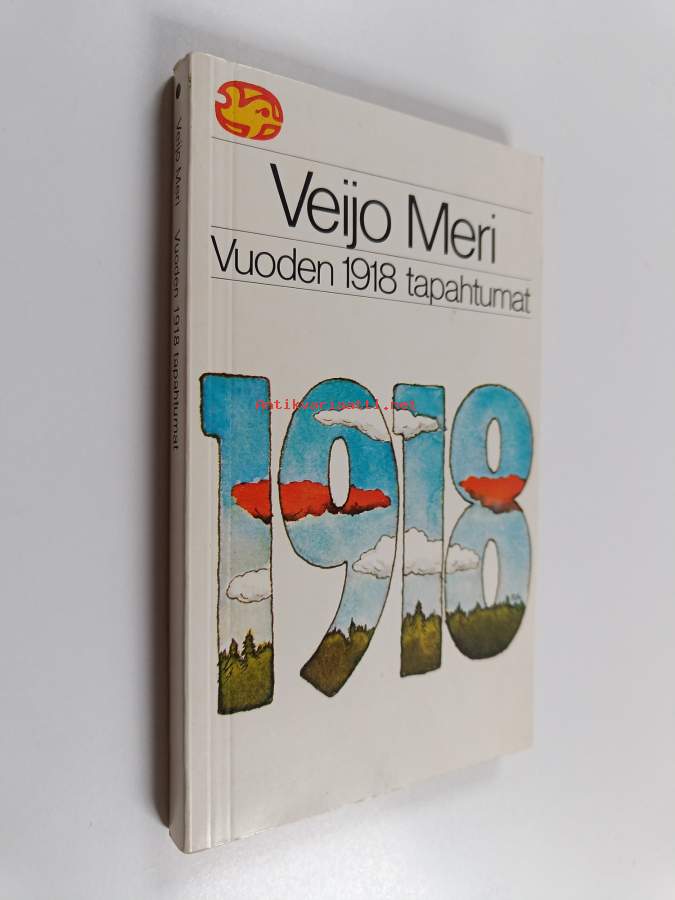 Veijo Meri
Vuoden 1918 tapahtumat
1918
Antikvariaatti.net
Veijo Meri Vuoden 1918 tapahtumat